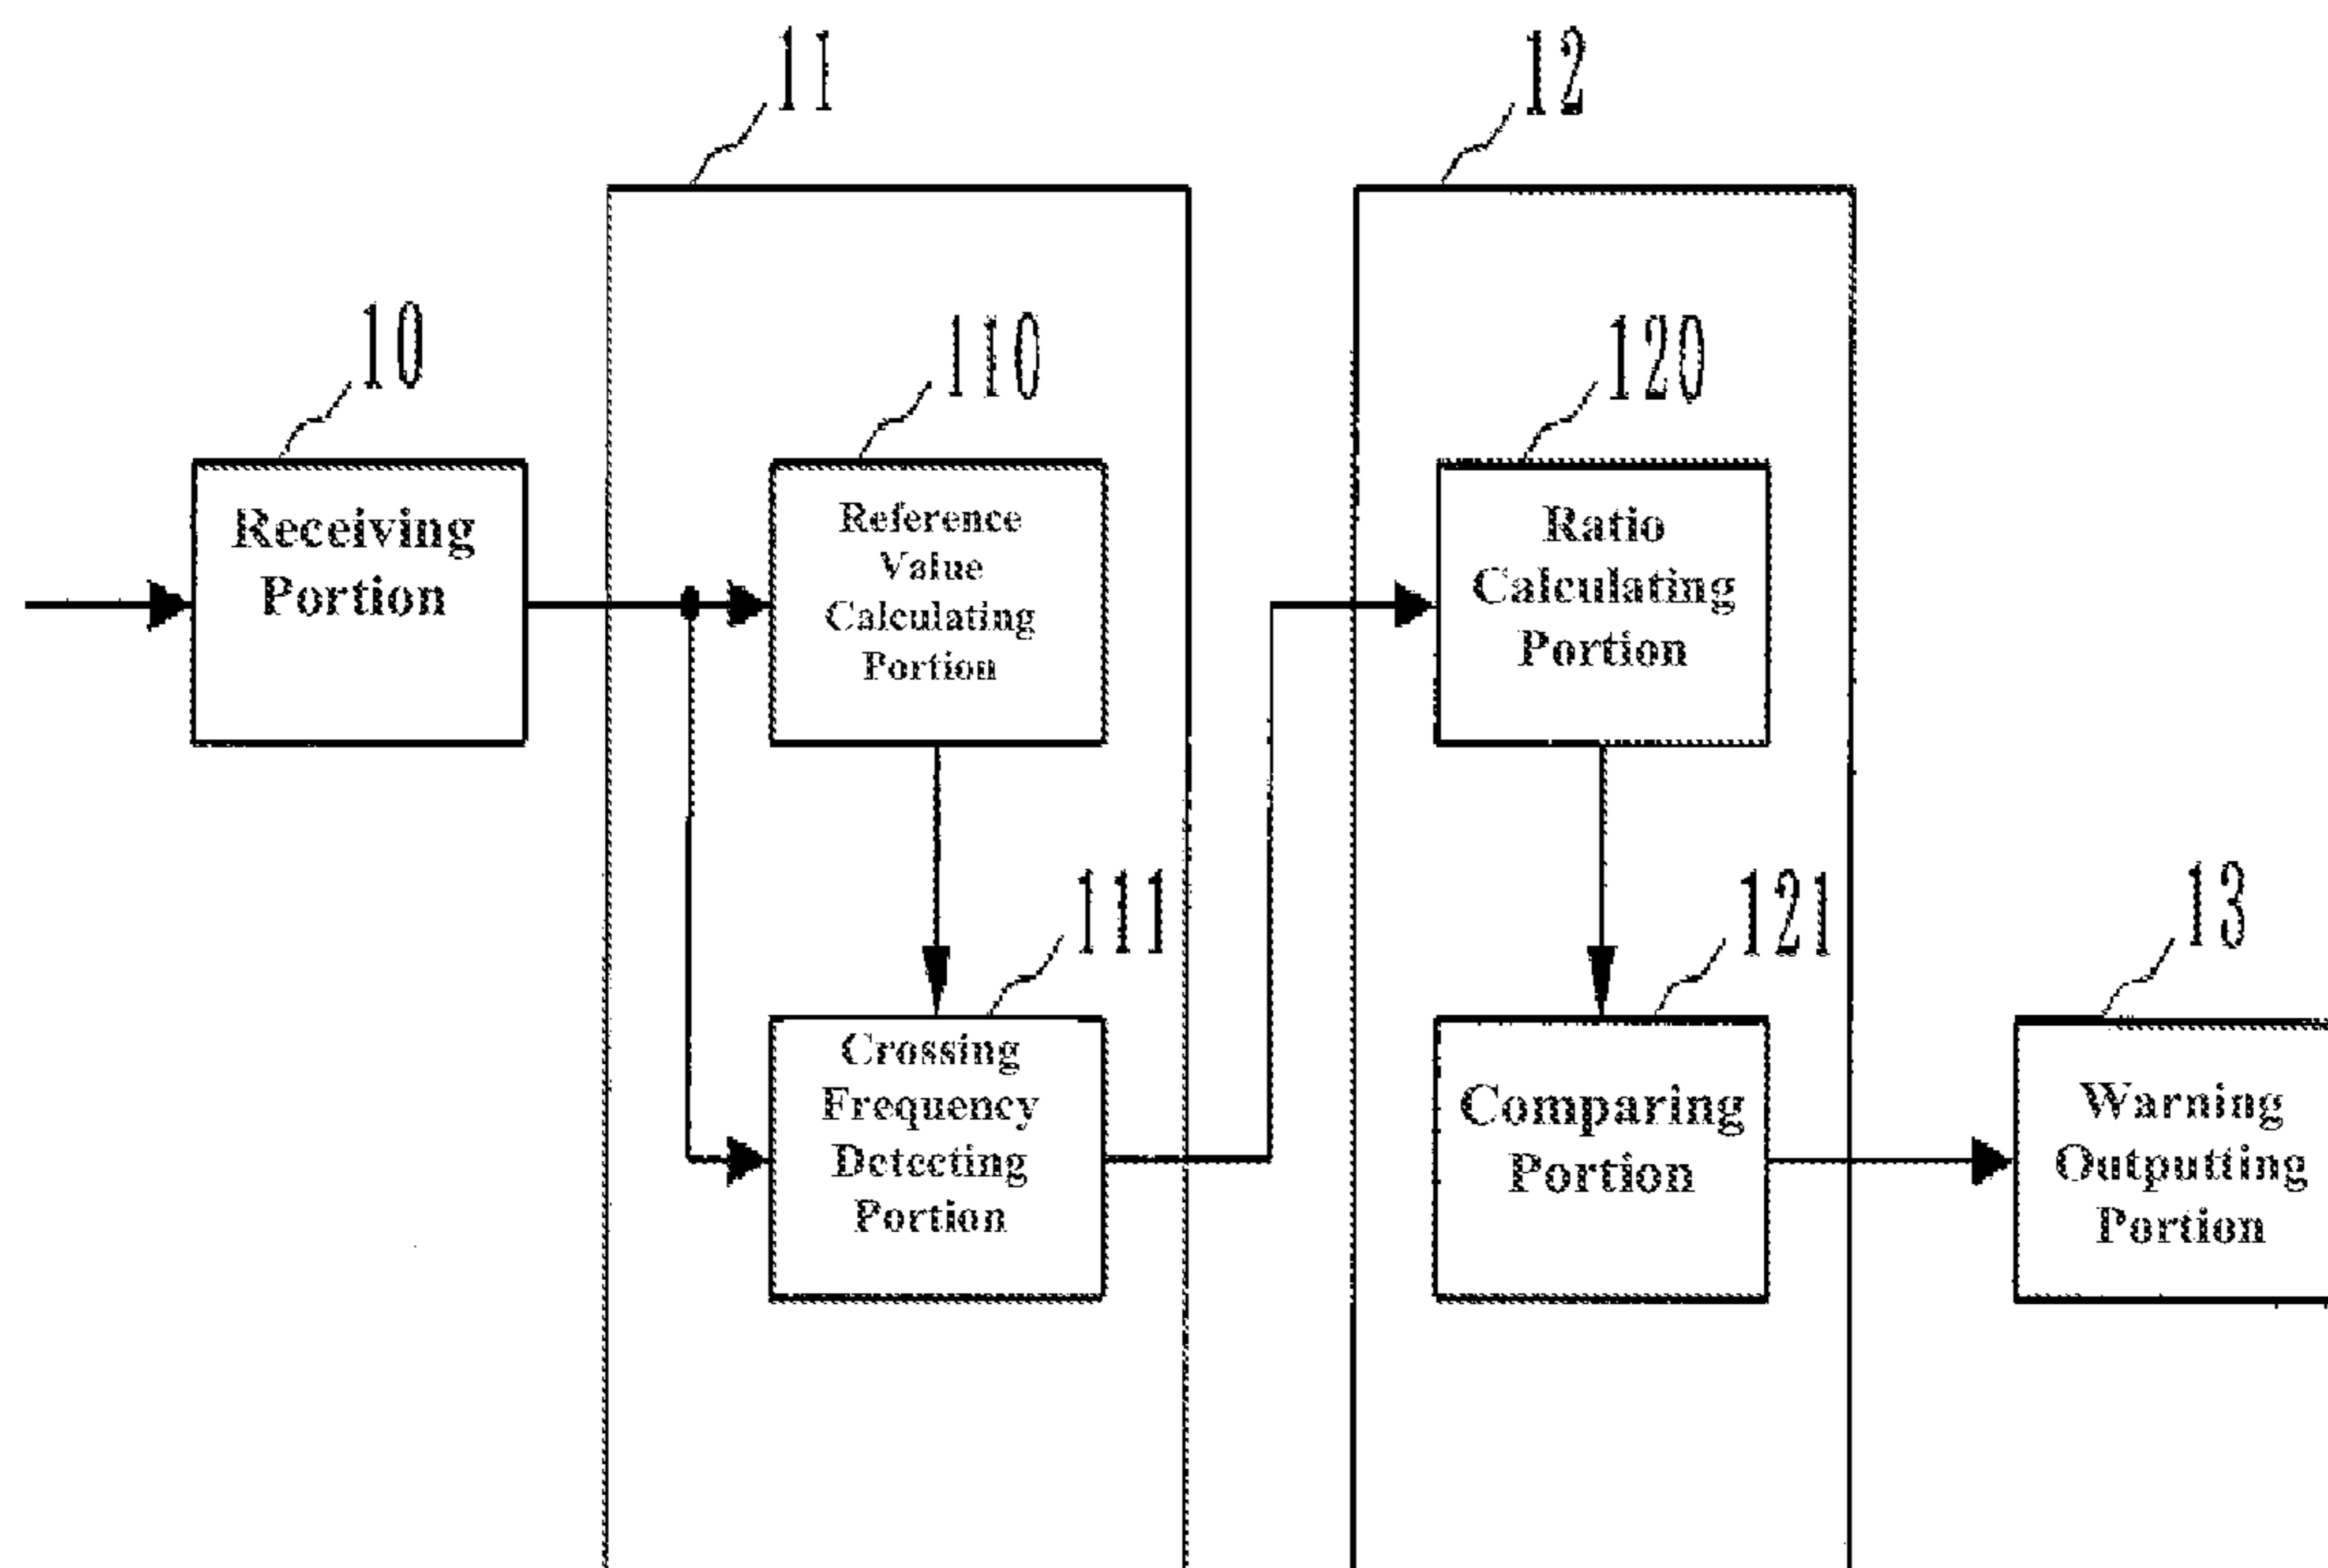 11
12
10
110
120
Receiving
Portion
Reference
Value
Calculating
Portion
Ratio
Calculating
Portion
111
121
13
Crossing
Frequency
Detecting
Portion
Comparing
Portion
Warning
Outputting
Portion